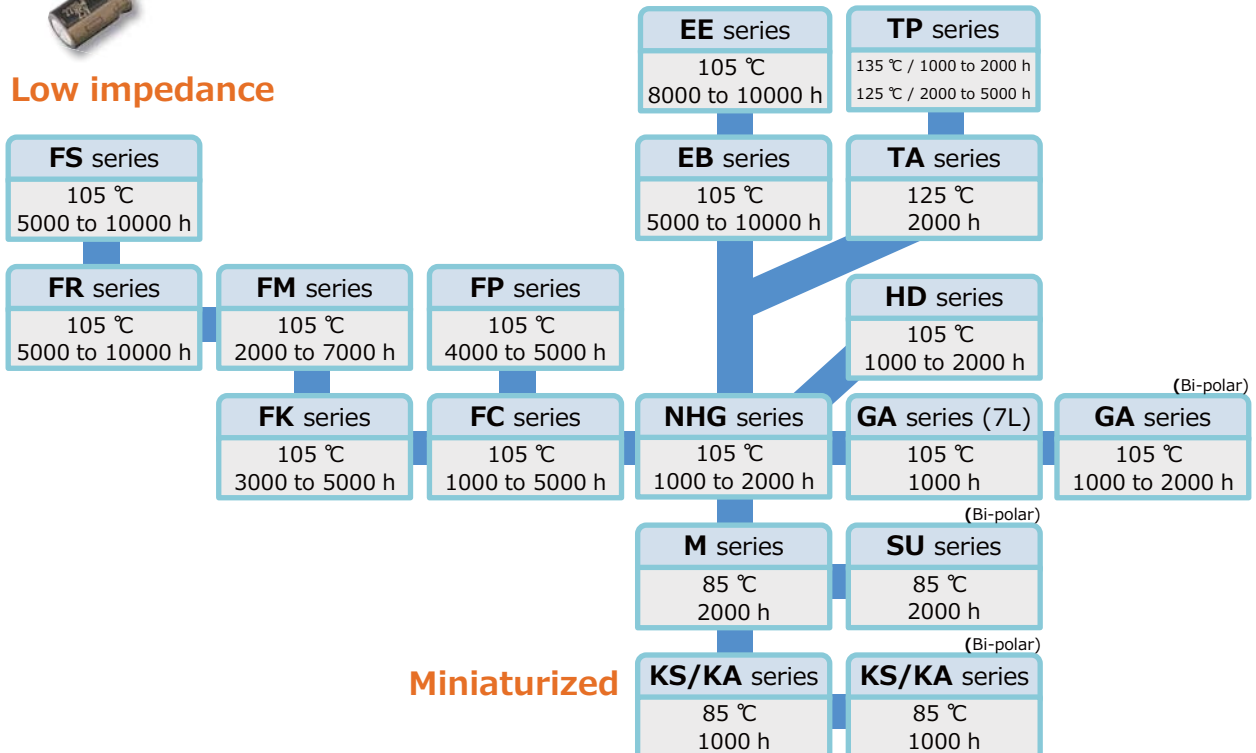 Low impedance
EE series
105 ℃
8000 to 10000 h
TP series
135 ℃ / 1000 to 2000 h
125 ℃ / 2000 to 5000 h
FS series
105 ℃
5000 to 10000 h
EB series
105 ℃
5000 to 10000 h
TA series
125 ℃
2000 h
FR series
105 ℃
5000 to 10000 h
FM series
105 ℃
2000 to 7000 h
FP series
105 ℃
4000 to 5000 h
HD series
105 ℃
1000 to 2000 h
FK series
105 ℃
3000 to 5000 h
FC series
105 ℃
1000 to 5000 h
NHG series
105 ℃
1000 to 2000 h
GA series (7L)
105 ℃
1000 h
(Bi-polar)
GA series
105 ℃
1000 to 2000 h
M series
85 ℃
2000 h
(Bi-polar)
SU series
85 ℃
2000 h
Miniaturized
KS/KA series
85 ℃
1000 h
(Bi-polar)
KS/KA series
85 ℃
1000 h